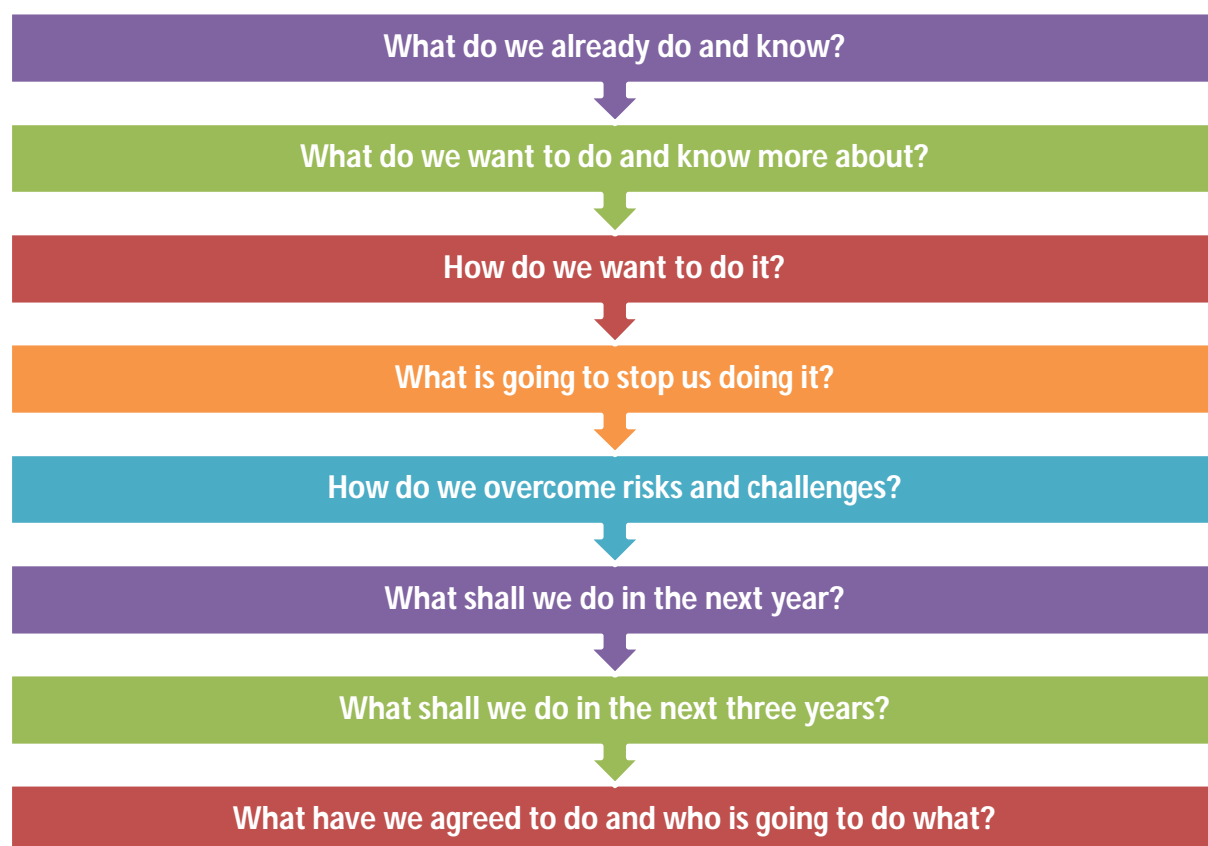 What do we already do and know?
What do we want to do and know more about?
How do we want to do it?
What is going to stop us doing it?
How do we overcome risks and challenges?
What shall we do in the next year?
What shall we do in the next three years?
What have we agreed to do and who is going to do what?